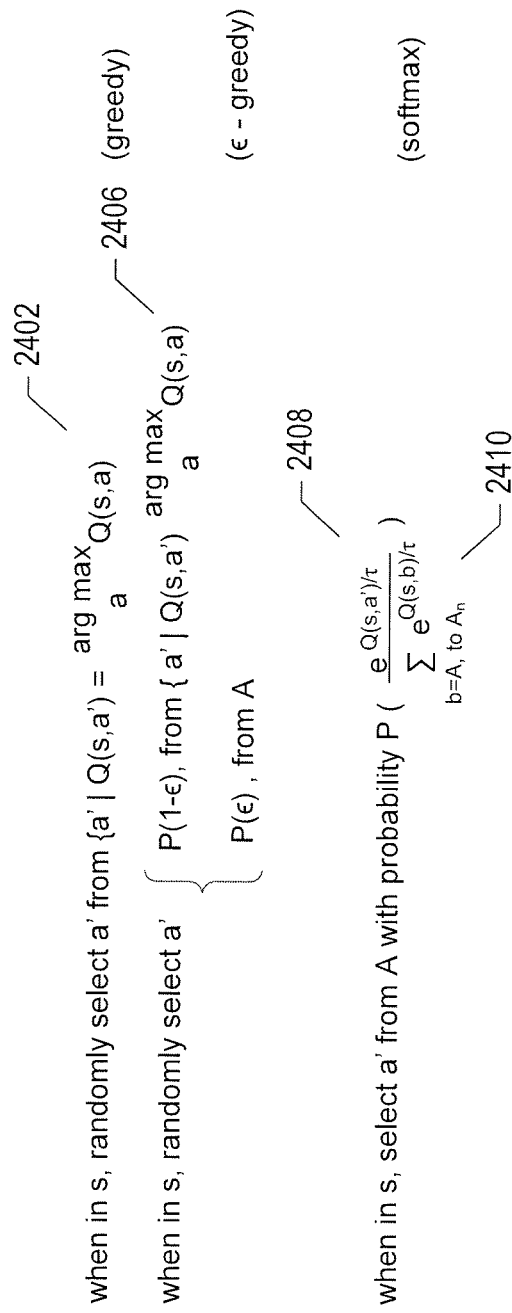 2402
when in s, randomly select a' from {a' | Q(s,a') = arg max Q(s,a) (greedy)
a
2406
when in s, randomly select a' { P(1-ϵ), from { a' | Q(s,a') arg max Q(s,a)
a
P(ϵ) , from A (ϵ - greedy)
2408
when in s, select a' from A with probability P ( e^{Q(s,a')/τ} / ∑ e^{Q(s,b)/τ} ) (softmax)
b=A, to Aₙ
2410